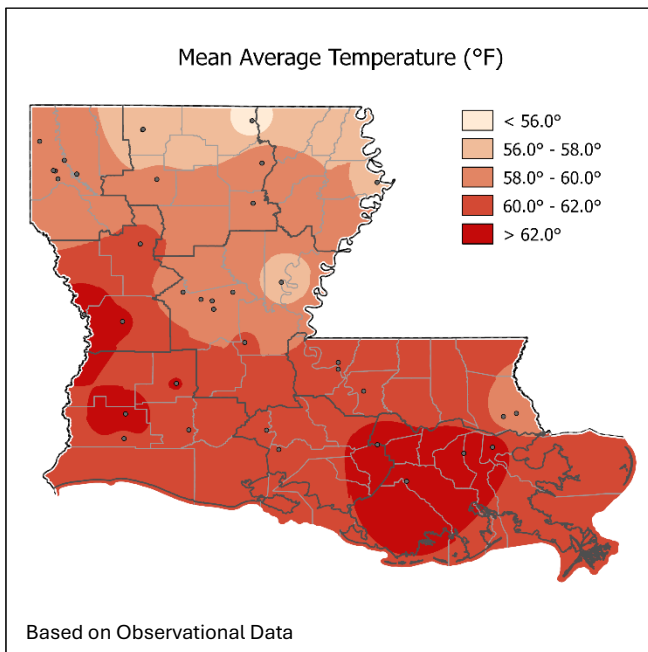 Mean Average Temperature (°F)
< 56.0°
56.0° - 58.0°
58.0° - 60.0°
60.0° - 62.0°
> 62.0°
Based on Observational Data